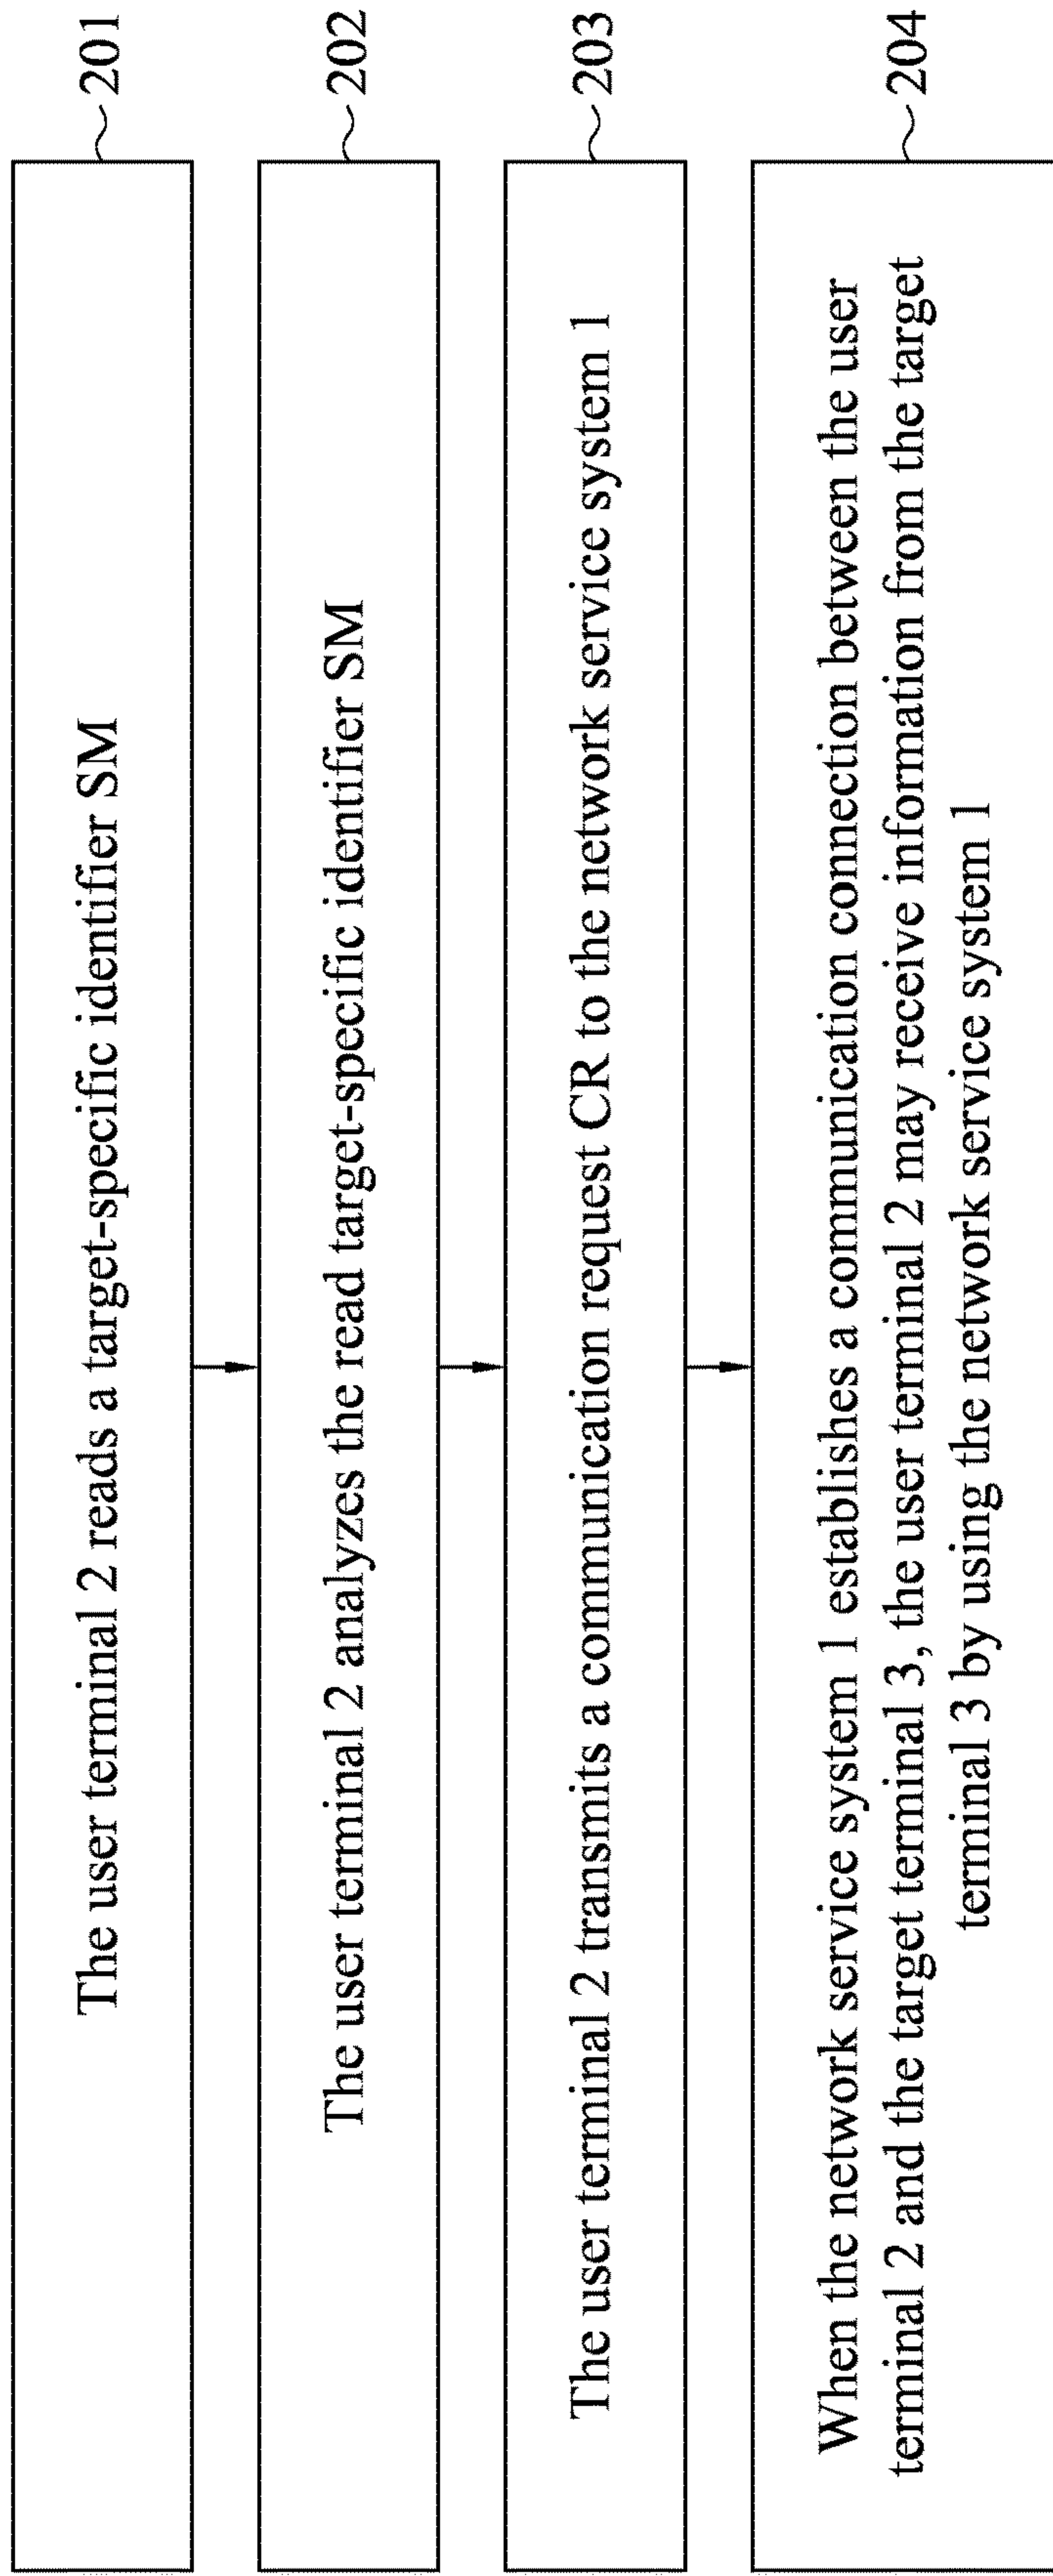 The user terminal 2 reads a target-specific identifier SM
201
The user terminal 2 analyzes the read target-specific identifier SM
202
The user terminal 2 transmits a communication request CR to the network service system 1
203
When the network service system 1 establishes a communication connection between the user
terminal 2 and the target terminal 3, the user terminal 2 may receive information from the target
terminal 3 by using the network service system 1
204